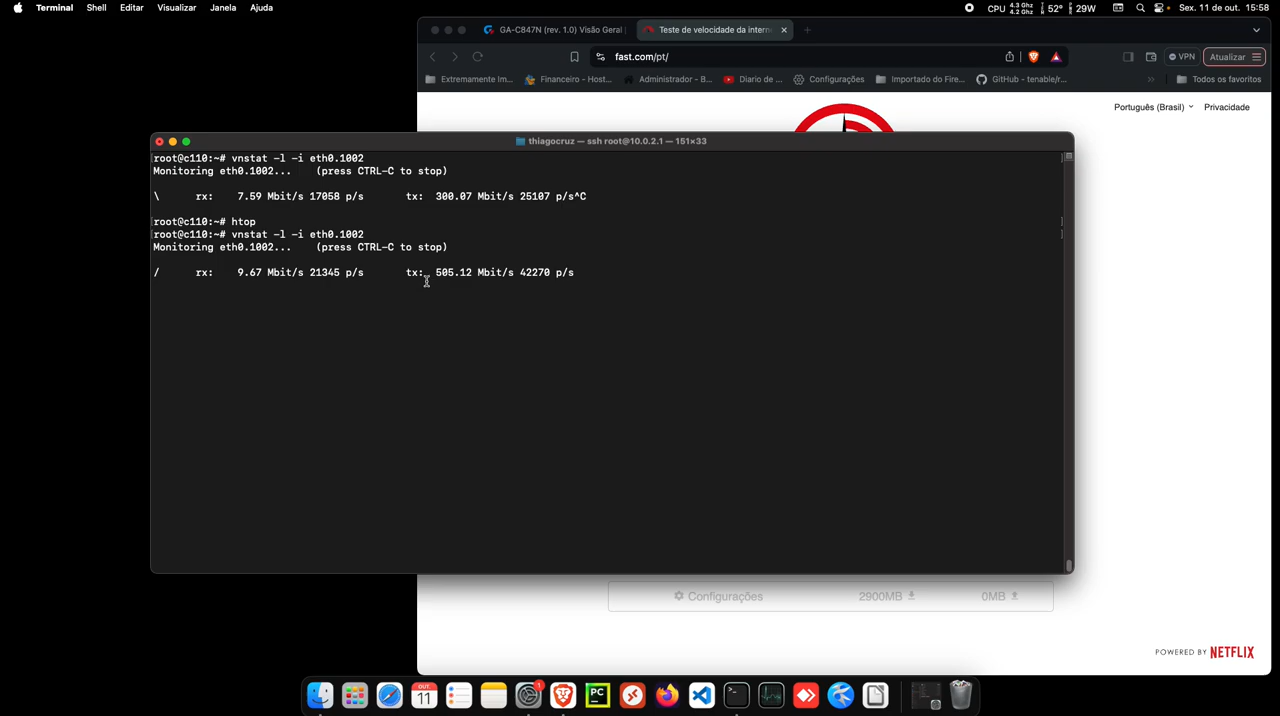 Terminal Shell Editar Visualizar Janela Ajuda CPU 4.3 Ghz 4.2 Ghz 52° 29W Sex. 11 de out. 15:58
GA-C847N (rev. 1.0) Visão Geral Teste de velocidade da intern
fast.com/pt/ VPN Atualizar
Extremamente Im... Financeiro - Host... Administrador - B... Diario de ... Configurações Importado do Fire... GitHub - tenable/r... Todos os favoritos
Português (Brasil) Privacidade
thiagocruz — ssh root@10.0.2.1 — 151×33
root@c110:~# vnstat -l -i eth0.1002
Monitoring eth0.1002... (press CTRL-C to stop)
\ rx: 7.59 Mbit/s 17058 p/s tx: 300.07 Mbit/s 25107 p/s^C
root@c110:~# htop
root@c110:~# vnstat -l -i eth0.1002
Monitoring eth0.1002... (press CTRL-C to stop)
/ rx: 9.67 Mbit/s 21345 p/s tx: 505.12 Mbit/s 42270 p/s
Configurações 2900MB 0MB
POWERED BY NETFLIX
OUT.
11
1
PC